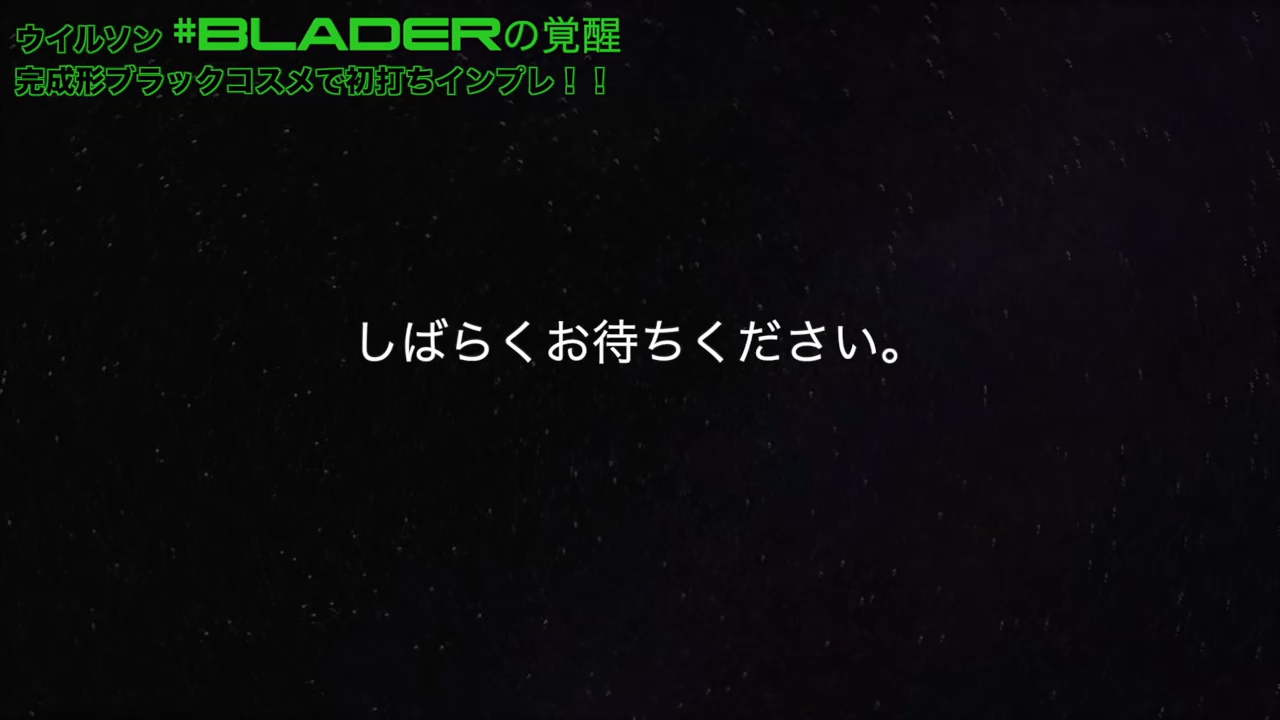 ウイルソン #BLADERの覚醒
完成形ブラックコスメで初打ちインプレ！！
しばらくお待ちください。